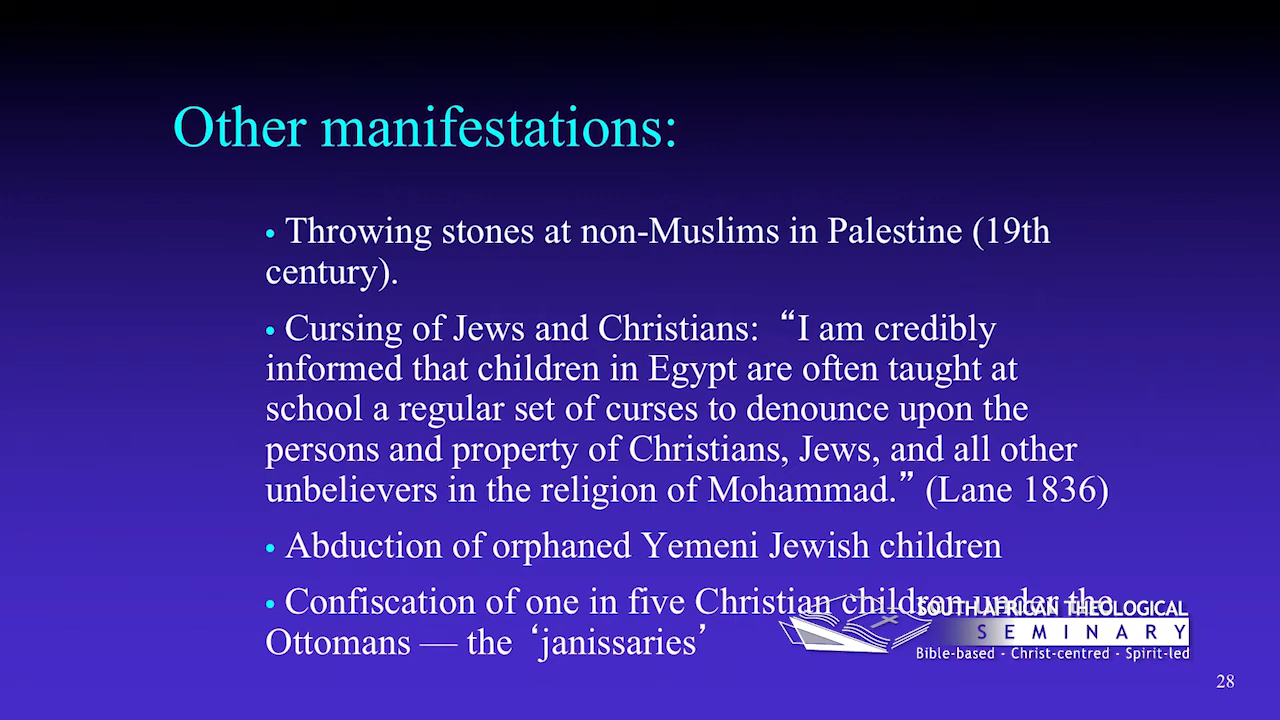 Other manifestations:
• Throwing stones at non-Muslims in Palestine (19th
century).
• Cursing of Jews and Christians: “I am credibly
informed that children in Egypt are often taught at
school a regular set of curses to denounce upon the
persons and property of Christians, Jews, and all other
unbelievers in the religion of Mohammad.” (Lane 1836)
• Abduction of orphaned Yemeni Jewish children
• Confiscation of one in five Christian children under the
Ottomans — the ‘janissaries’
SOUTH AFRICAN THEOLOGICAL
SEMINARY
Bible-based - Christ-centred - Spirit-led
28